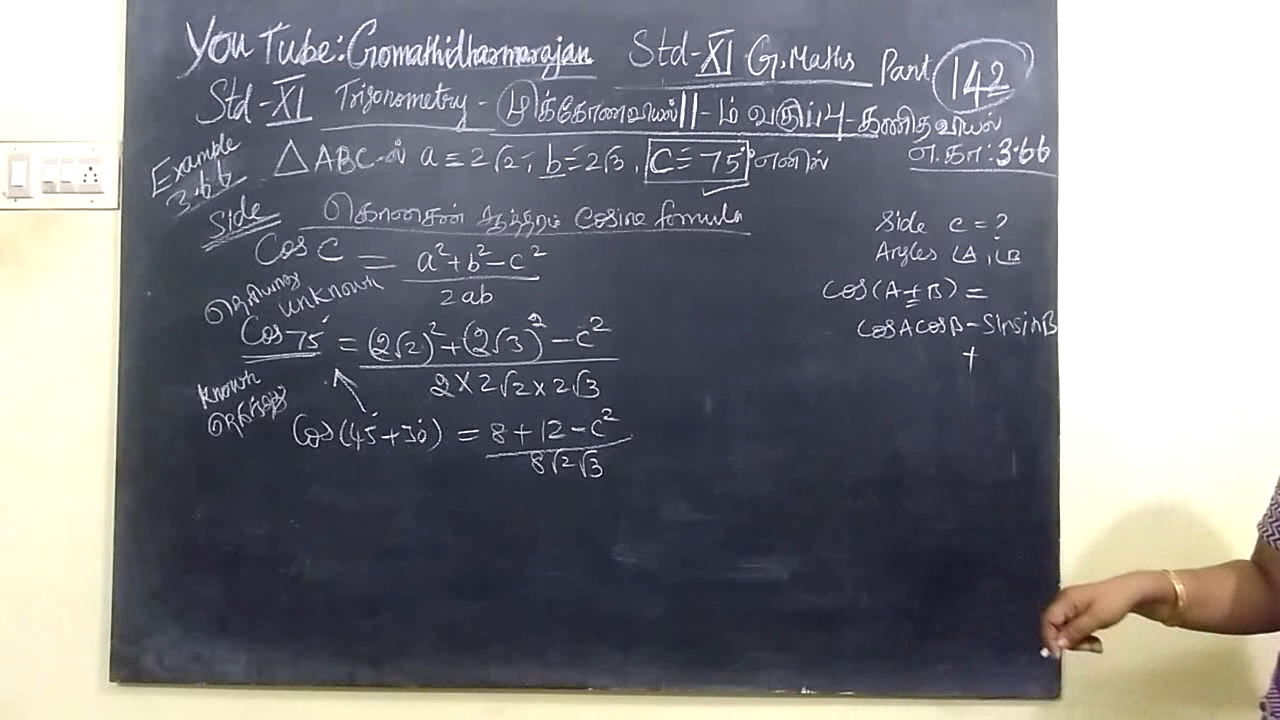 You Tube: Gomathidharmarajan Std-XI G.Maths Part 142
Std-XI Trigonometry - முக்கோணவியல் 11-ம் வகுப்பு-கணிதவியல்
Example 3.66 △ABC-ல் a = 2√2, b = 2√3, C = 75° எனில் எ.கா: 3.66
Side கொசைன் சூத்திரம் Cosine formula
Cos C = a²+b²-c² / 2ab
unknown
Cos 75° = (2√2)²+(2√3)²-c² / 2×2√2×2√3
known
Cos(45°+30°) = 8+12-c² / 8√2√3
Side c = ?
Angles ∠A, ∠B
Cos(A+B) =
CosACosB-SinsinB
+